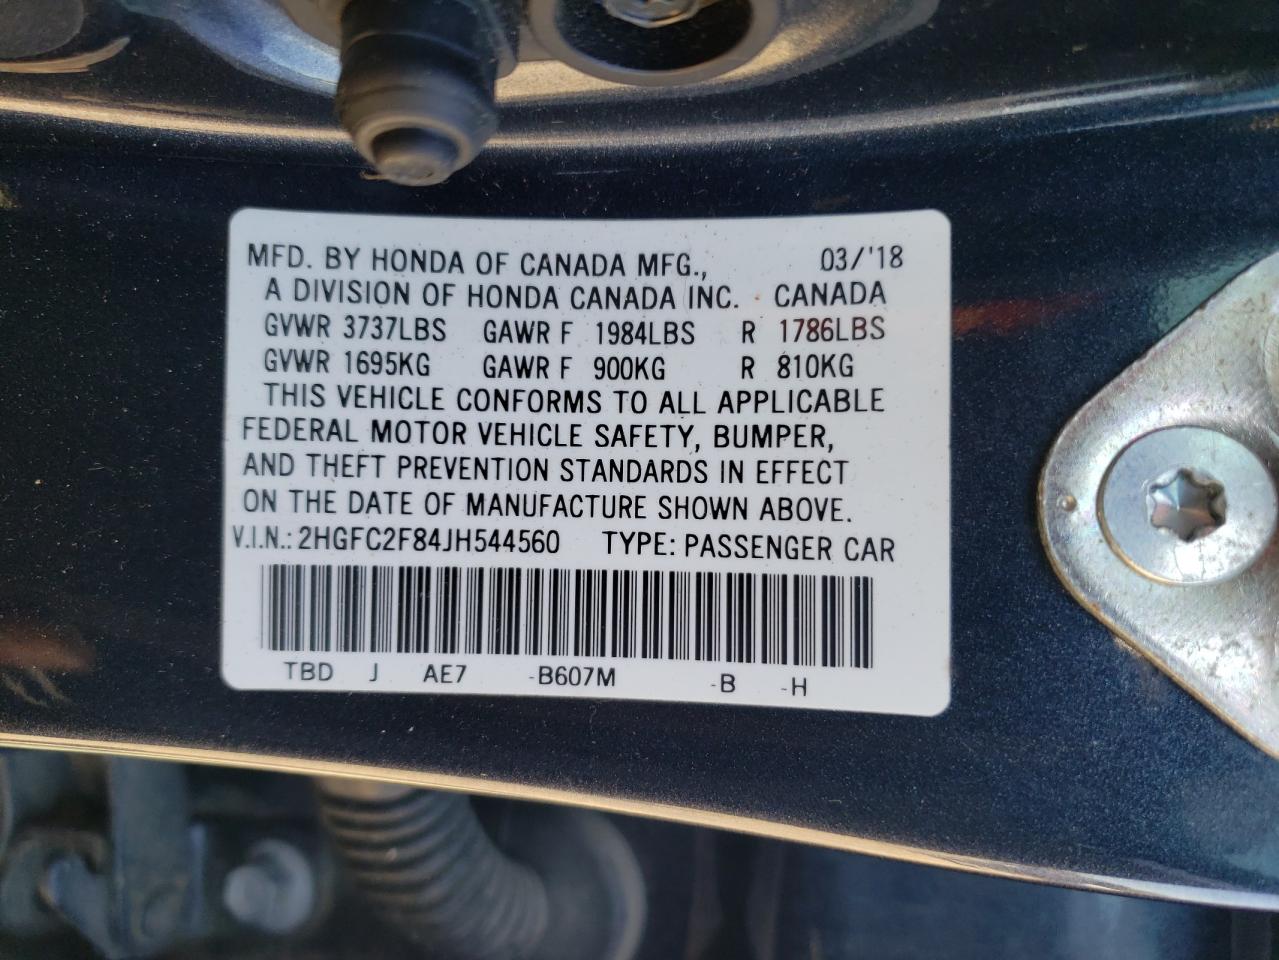 MFD. BY HONDA OF CANADA MFG., 03/'18
A DIVISION OF HONDA CANADA INC. CANADA
GVWR 3737LBS GAWR F 1984LBS R 1786LBS
GVWR 1695KG GAWR F 900KG R 810KG
THIS VEHICLE CONFORMS TO ALL APPLICABLE
FEDERAL MOTOR VEHICLE SAFETY, BUMPER,
AND THEFT PREVENTION STANDARDS IN EFFECT
ON THE DATE OF MANUFACTURE SHOWN ABOVE.
V.I.N.: 2HGFC2F84JH544560 TYPE: PASSENGER CAR
TBD J AE7 -B607M -B -H